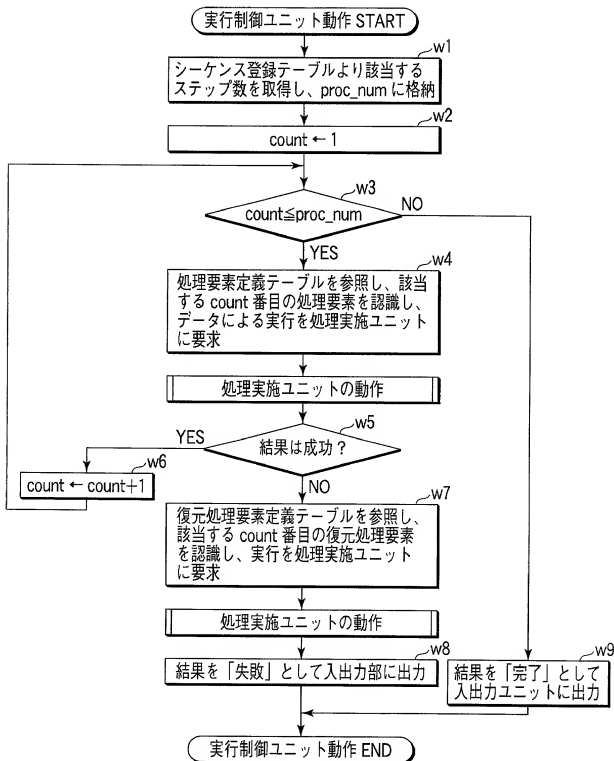 実行制御ユニット動作 START
w1
シーケンス登録テーブルより該当する
ステップ数を取得し、proc_num に格納
w2
count ← 1
w3
count≦proc_num
NO
YES
w4
処理要素定義テーブルを参照し、該当
する count 番目の処理要素を認識し、
データによる実行を処理実施ユニット
に要求
処理実施ユニットの動作
w5
結果は成功？
YES
w6
count ← count+1
NO
w7
復元処理要素定義テーブルを参照し、
該当する count 番目の復元処理要素
を認識し、実行を処理実施ユニット
に要求
処理実施ユニットの動作
w8
結果を「失敗」として入出力部に出力
w9
結果を「完了」として
入出力ユニットに出力
実行制御ユニット動作 END